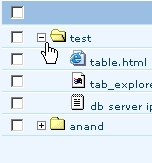 test
table.html
tab_explore
db server ip
anand